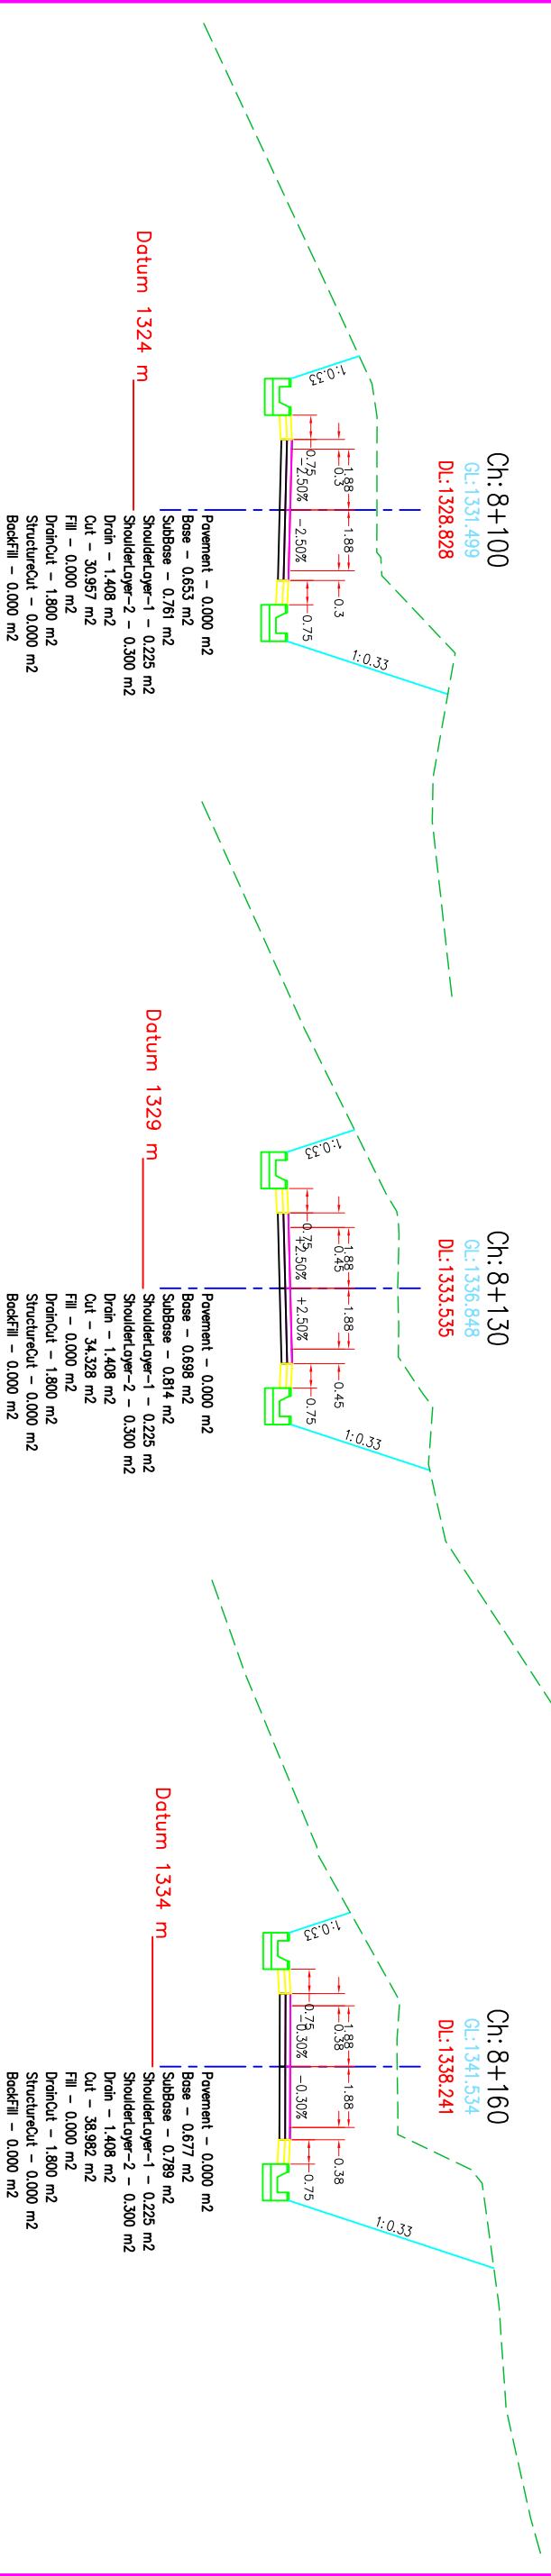 Ch: 8+100
GL:1331.499
DL:1328.828
1:0.33
1.88
1.88
0.3
0.3
0.75
0.75
-2.50%
-2.50%
1:0.33
Datum 1324 m
Pavement - 0.000 m2
Base - 0.653 m2
SubBase - 0.761 m2
ShoulderLayer-1 - 0.225 m2
ShoulderLayer-2 - 0.300 m2
Drain - 1.408 m2
Cut - 30.957 m2
Fill - 0.000 m2
DrainCut - 1.800 m2
StructureCut - 0.000 m2
BackFill - 0.000 m2
Ch: 8+130
GL:1336.848
DL:1333.535
1:0.33
1.88
1.88
0.45
0.45
0.75
0.75
+2.50%
+2.50%
1:0.33
Datum 1329 m
Pavement - 0.000 m2
Base - 0.698 m2
SubBase - 0.814 m2
ShoulderLayer-1 - 0.225 m2
ShoulderLayer-2 - 0.300 m2
Drain - 1.408 m2
Cut - 34.328 m2
Fill - 0.000 m2
DrainCut - 1.800 m2
StructureCut - 0.000 m2
BackFill - 0.000 m2
Ch: 8+160
GL:1341.534
DL:1338.241
1:0.33
1.88
1.88
0.38
0.38
0.75
0.75
-0.30%
-0.30%
1:0.33
Datum 1334 m
Pavement - 0.000 m2
Base - 0.677 m2
SubBase - 0.789 m2
ShoulderLayer-1 - 0.225 m2
ShoulderLayer-2 - 0.300 m2
Drain - 1.408 m2
Cut - 38.982 m2
Fill - 0.000 m2
DrainCut - 1.800 m2
StructureCut - 0.000 m2
BackFill - 0.000 m2